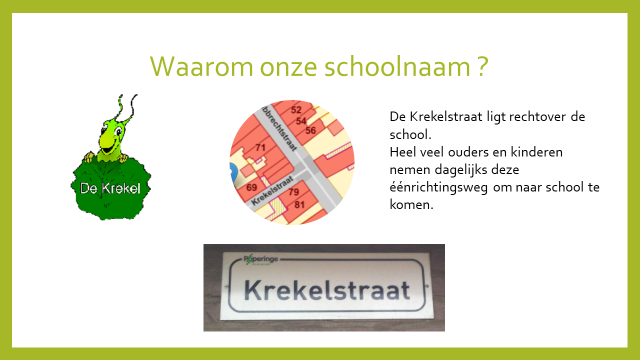 Waarom onze schoolnaam ?
De Krekel
52
54
56
71
69
Krekelstraat
79
81
De Krekelstraat ligt rechtover de
school.
Heel veel ouders en kinderen
nemen dagelijks deze
éénrichtingsweg om naar school te
komen.
Poperinge
Krekelstraat